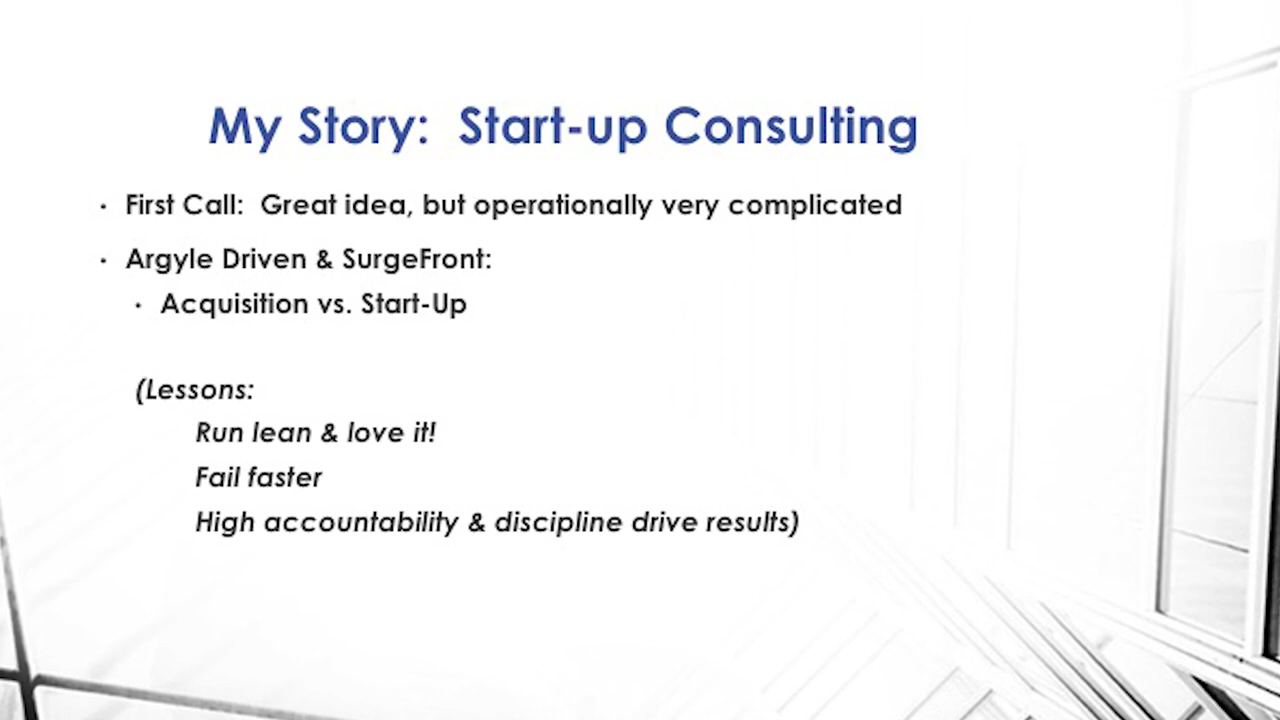 My Story:  Start-up Consulting
· First Call:  Great idea, but operationally very complicated
· Argyle Driven & SurgeFront:
· Acquisition vs. Start-Up
(Lessons:
Run lean & love it!
Fail faster
High accountability & discipline drive results)